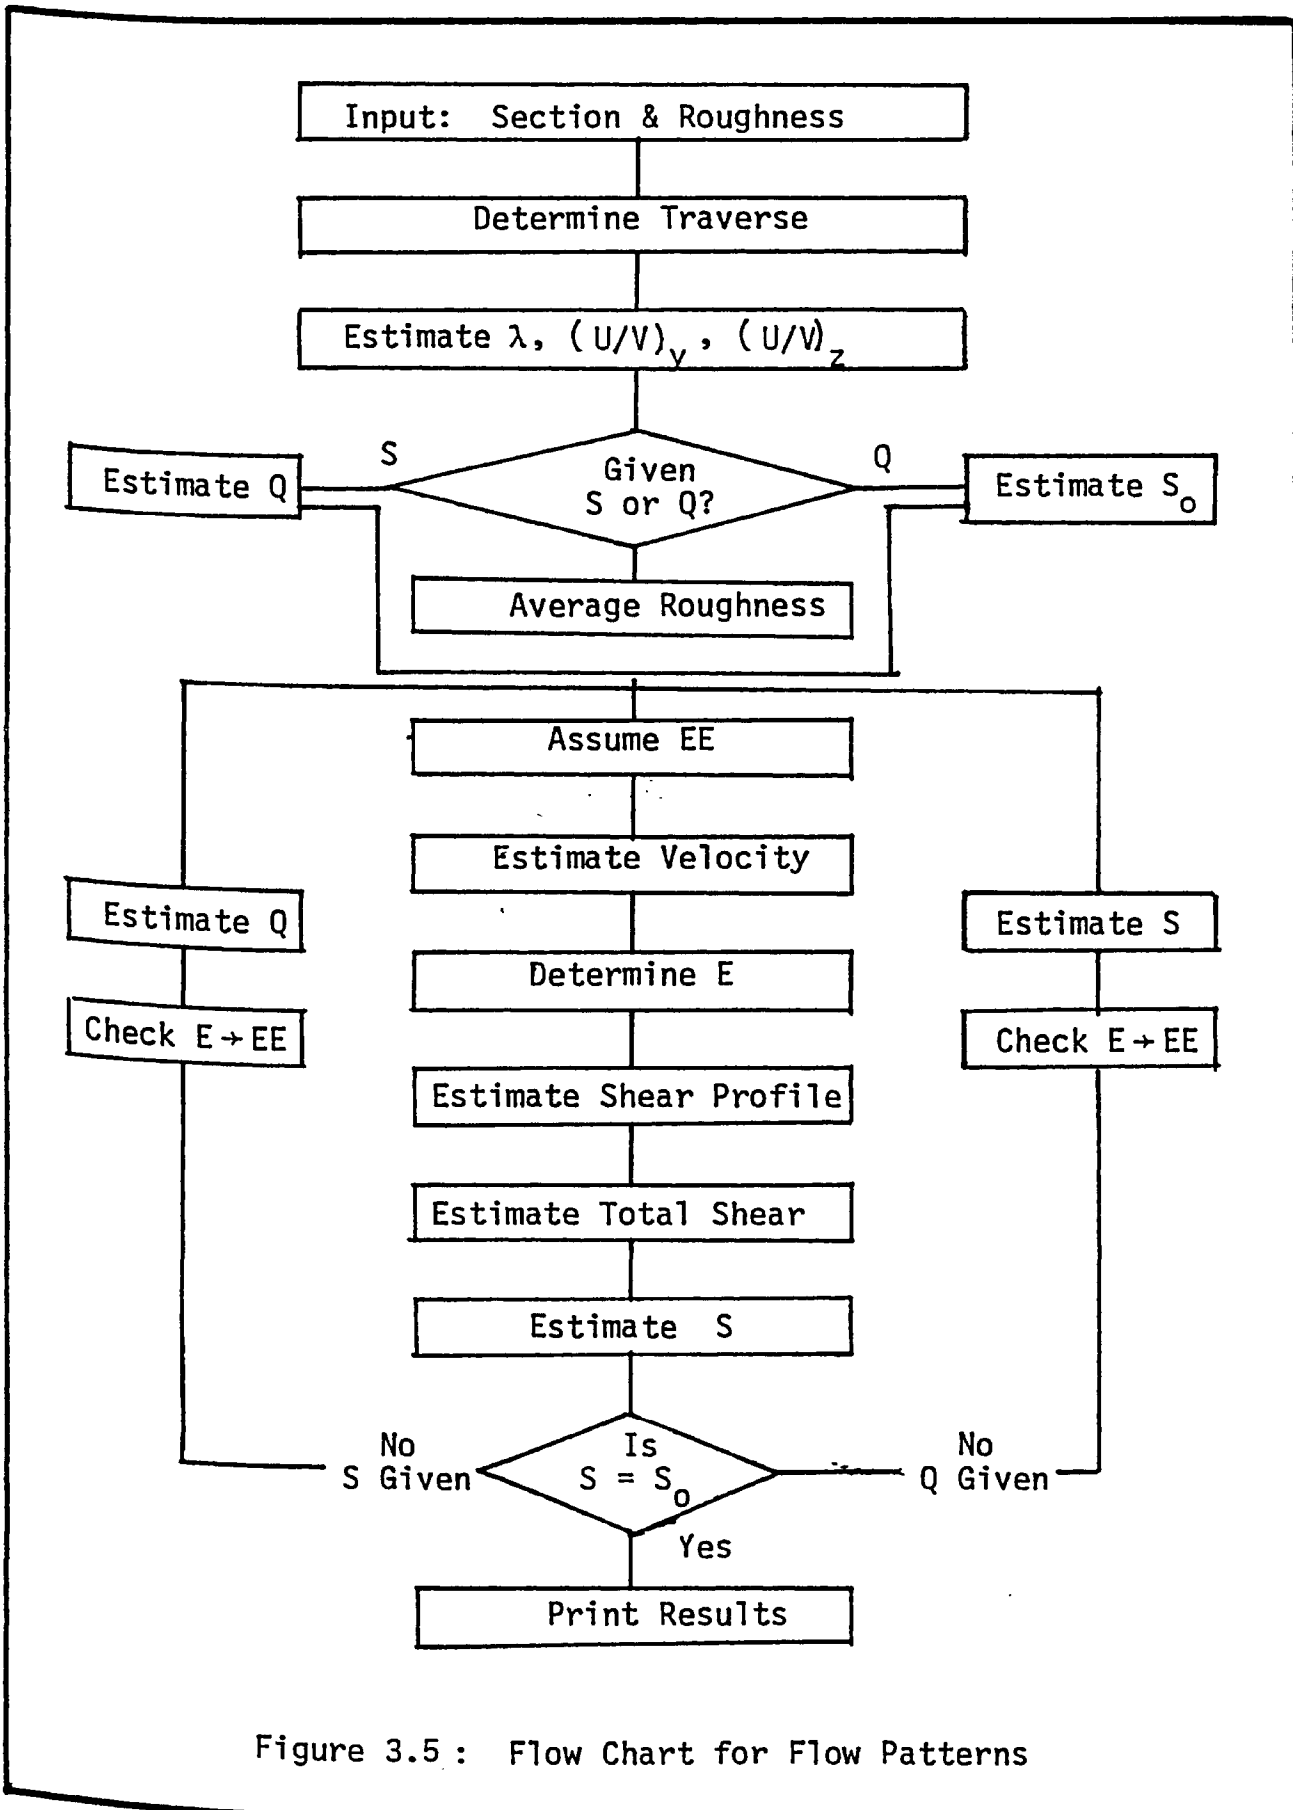 Input: Section & Roughness
Determine Traverse
Estimate λ, (U/V)y, (U/V)z
S
Given
S or Q?
Q
Estimate Q
Estimate So
Average Roughness
Assume EE
Estimate Velocity
Estimate Q
Estimate S
Determine E
Check E→EE
Check E→EE
Estimate Shear Profile
Estimate Total Shear
Estimate S
No
S Given
Is
S = So
No
Q Given
Yes
Print Results
Figure 3.5 : Flow Chart for Flow Patterns